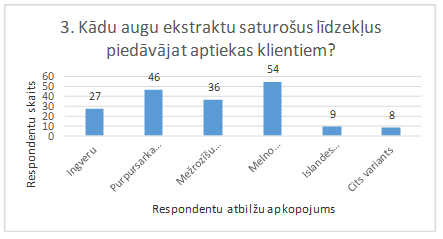 3. Kādu augu ekstraktu saturošus līdzekļus
piedāvājat aptiekas klientiem?
Respondentu skaits
60
50
40
30
20
10
0
27
46
36
54
9
8
Ingveru
Purpursarka...
Mežrozīšu...
Melno...
Islandes...
Cits variants
Respondentu atbilžu apkopojums